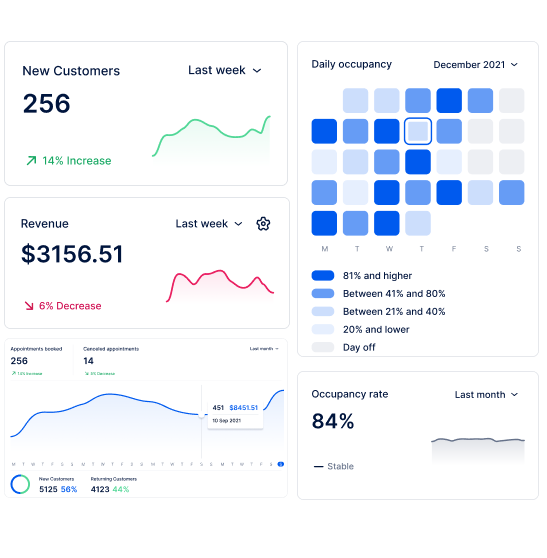 New Customers
Last week
256
14% Increase
Revenue
Last week
$3156.51
6% Decrease
Appointments booked
Canceled appointments
Last month
256
14
14% Increase
6% Decrease
451 $8451.51
10 Sep 2021
M T W T F S S M T W T F S S M T W T F S S M T W T F S S
New Customers
Returning Customers
5125 56%
4123 44%
Daily occupancy
December 2021
M T W T F S S
81% and higher
Between 41% and 80%
Between 21% and 40%
20% and lower
Day off
Occupancy rate
Last month
84%
Stable